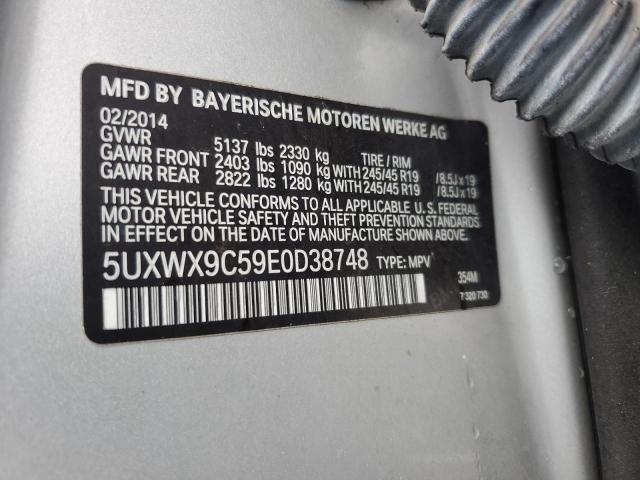 MFD BY BAYERISCHE MOTOREN WERKE AG
02/2014
GVWR 5137 lbs 2330 kg TIRE / RIM
GAWR FRONT 2403 lbs 1090 kg WITH 245/45 R19 /8.5J x 19
GAWR REAR 2822 lbs 1280 kg WITH 245/45 R19 /8.5J x 19
THIS VEHICLE CONFORMS TO ALL APPLICABLE U.S. FEDERAL
MOTOR VEHICLE SAFETY AND THEFT PREVENTION STANDARDS
IN EFFECT ON THE DATE OF MANUFACTURE SHOWN ABOVE.
5UXWX9C59E0D38748 TYPE: MPV
354M
7 320 730